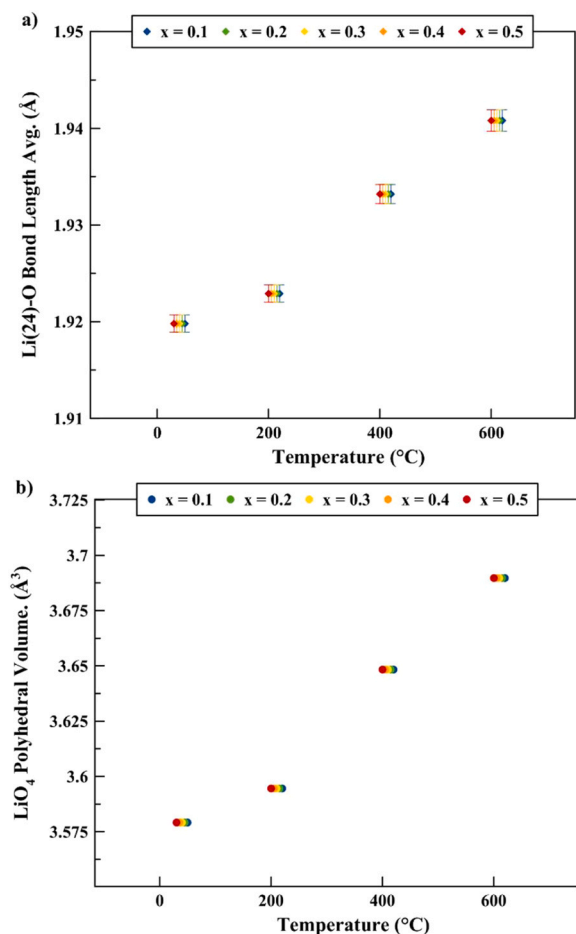 a)
x = 0.1 x = 0.2 x = 0.3 x = 0.4 x = 0.5
Li(24)-O Bond Length Avg. (Å)
1.95
1.94
1.93
1.92
1.91
0 200 400 600
Temperature (°C)
b)
x = 0.1 x = 0.2 x = 0.3 x = 0.4 x = 0.5
LiO₄ Polyhedral Volume. (Å³)
3.725
3.7
3.675
3.65
3.625
3.6
3.575
0 200 400 600
Temperature (°C)